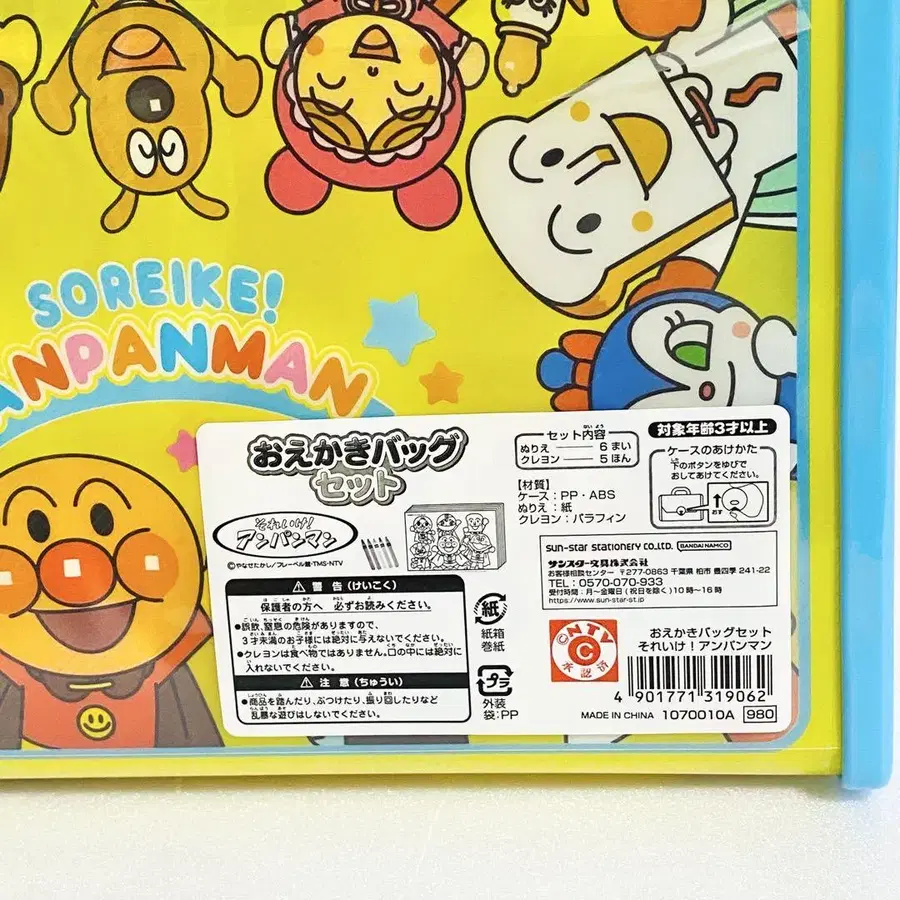 SOREIKE!
ANPANMAN
おえかきバッグ
セット
それいけ!
アンパンマン
©やなせたかし/フレーベル館・TMS・NTV
警告(けいこく)
保護者の方へ 必ずお読みください。
●誤飲、窒息の危険がありますので、
3才未満のお子様には絶対に与えないでください。
●クレヨンは食べ物ではありません。口の中には絶対に
入れないでください。
注意(ちゅうい)
●商品を踏んだり、ぶつけたり、振り回したりなど
乱暴な遊びはしないでください。
セット内容
ぬりえ 6まい
クレヨン 5ほん
【材質】
ケース:PP・ABS
ぬりえ:紙
クレヨン:パラフィン
対象年齢3才以上
ケースのあけかた
下のボタンをゆびで
おしてあけてください。
おす
sun-star STATIONERY CO.,LTD.
BANDAI NAMCO
サンスター文具株式会社
お客様相談センター 〒277-0863 千葉県 柏市 豊四季 241-22
TEL:0570-070-933
受付時間:月~金曜日(祝日を除く)10時~16時
https://www.sun-star-st.jp
紙
紙箱
巻紙
プラ
外装
袋:PP
NTV
C
承認済
おえかきバッグセット
それいけ!アンパンマン
4 901771 319062
MADE IN CHINA 1070010A 980